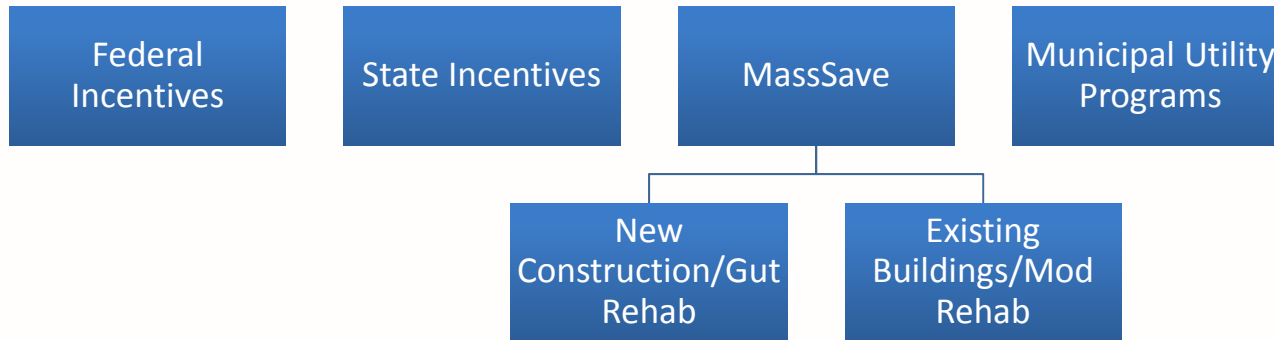 Federal
Incentives
State Incentives
MassSave
Municipal Utility
Programs
New
Construction/Gut
Rehab
Existing
Buildings/Mod
Rehab